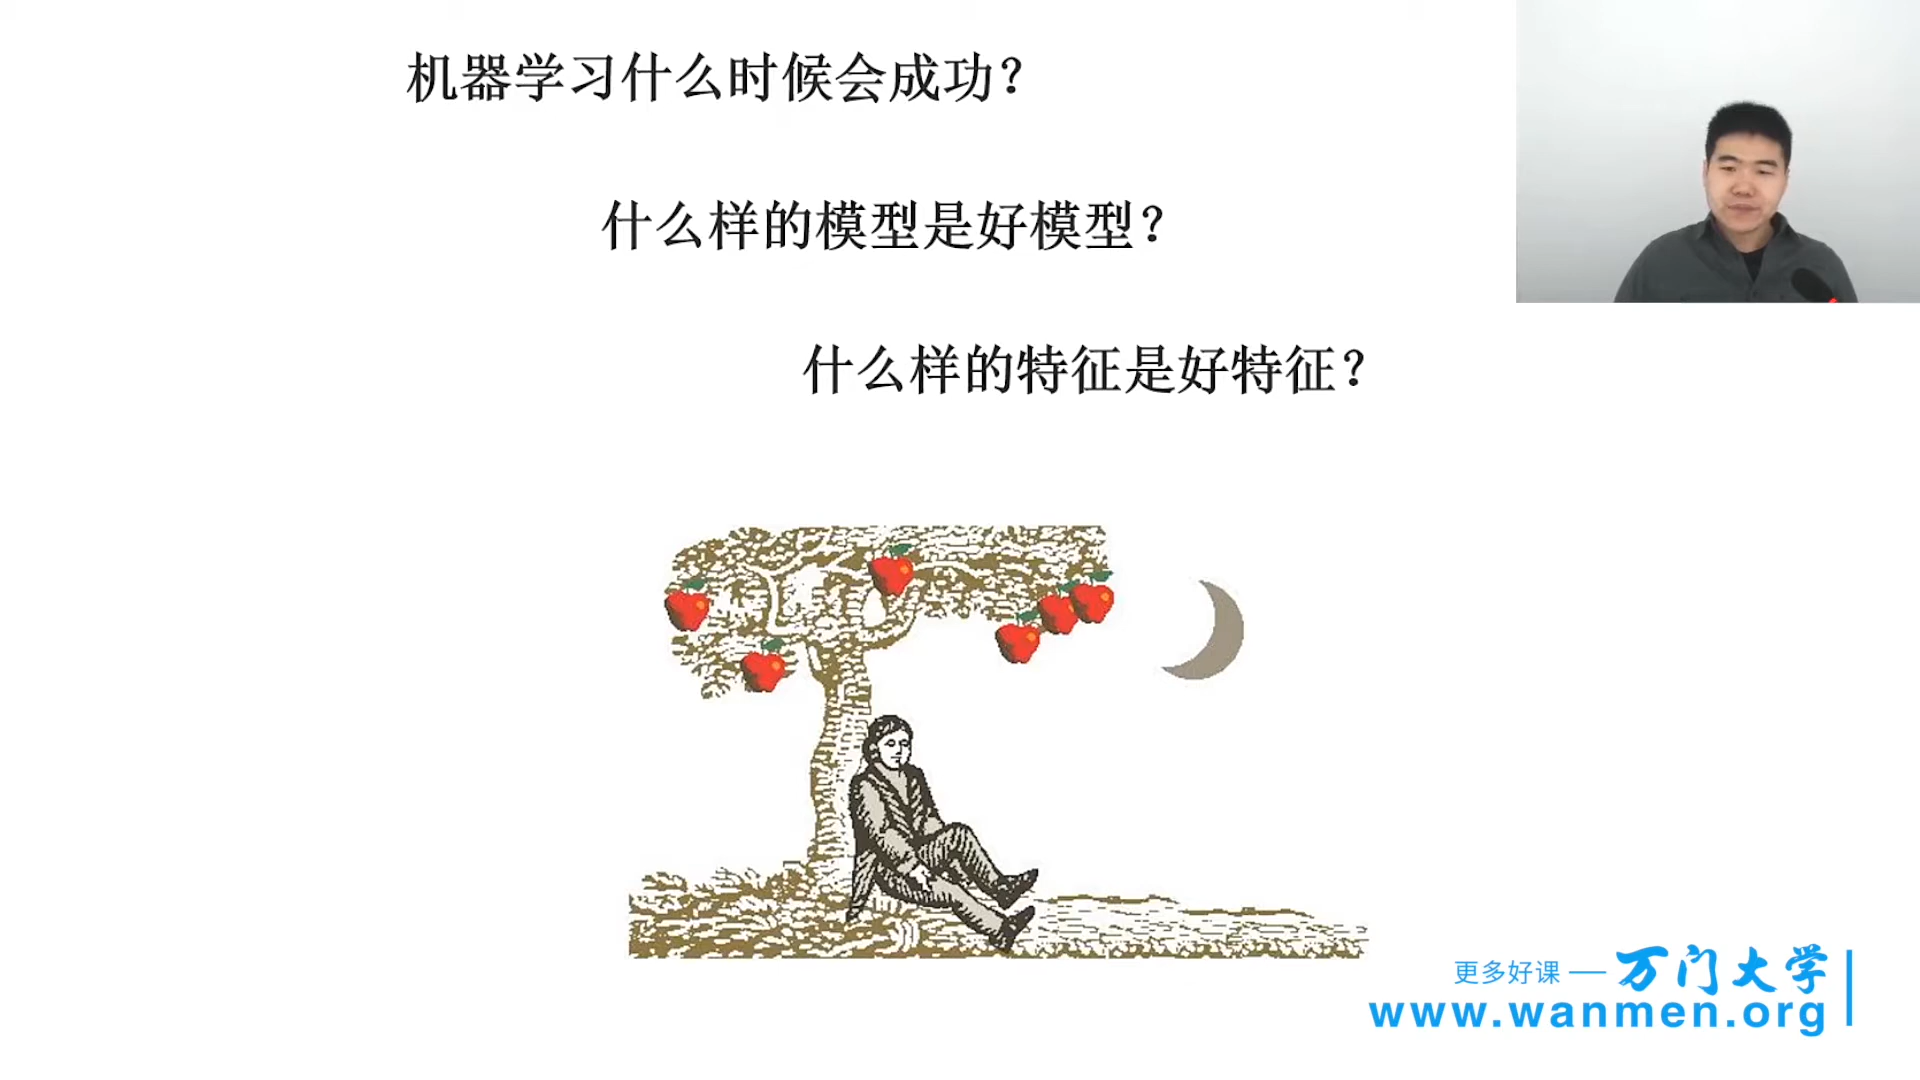 机器学习什么时候会成功？
什么样的模型是好模型？
什么样的特征是好特征？
更多好课 — 万门大学
www.wanmen.org